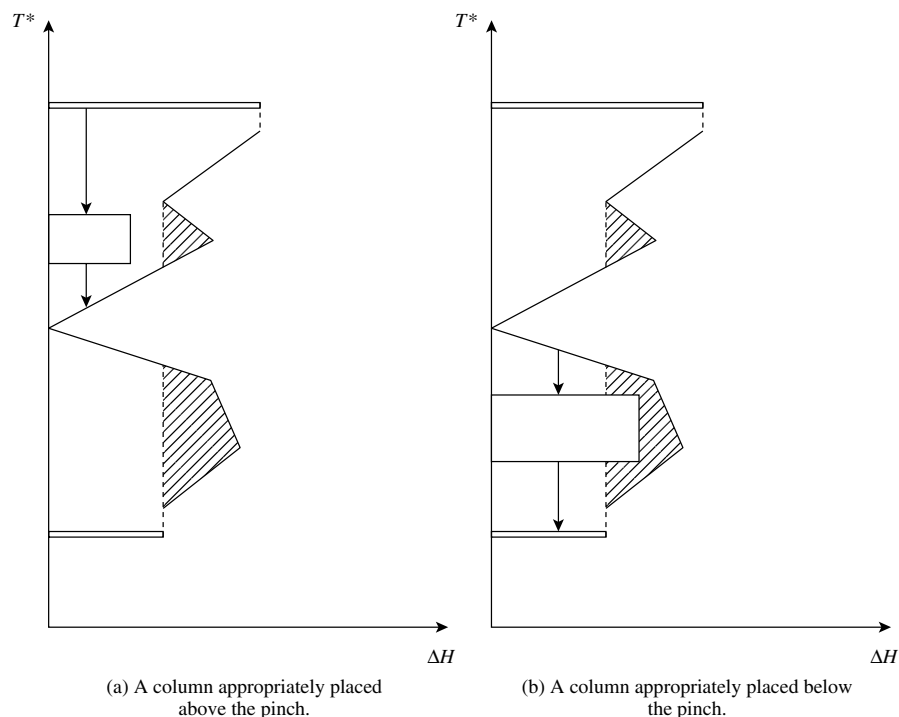 T*
ΔH
(a) A column appropriately placed
above the pinch.
T*
ΔH
(b) A column appropriately placed below
the pinch.